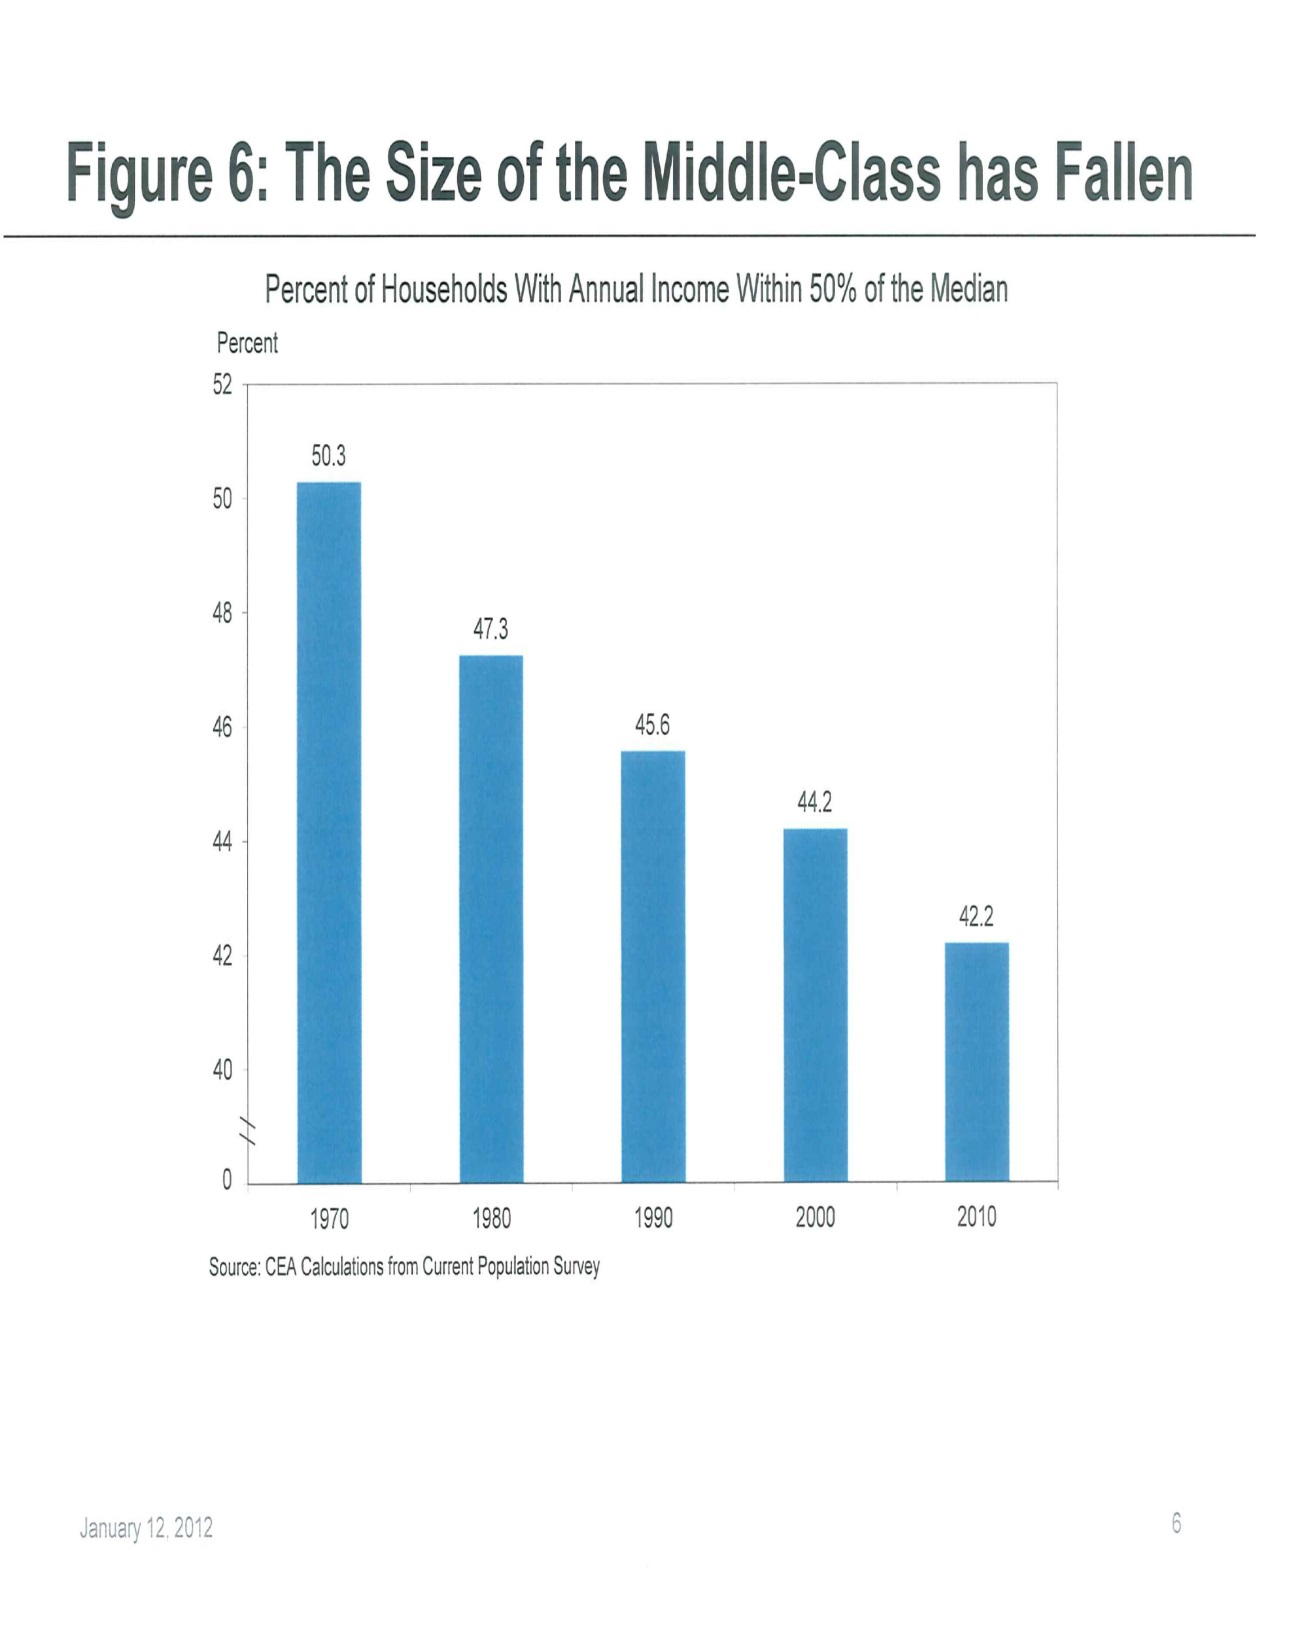 Figure 6: The Size of the Middle-Class has Fallen
Percent of Households With Annual Income Within 50% of the Median
Percent
52
50
48
46
44
42
40
0
50.3
47.3
45.6
44.2
42.2
1970 1980 1990 2000 2010
Source: CEA Calculations from Current Population Survey
January 12, 2012 6